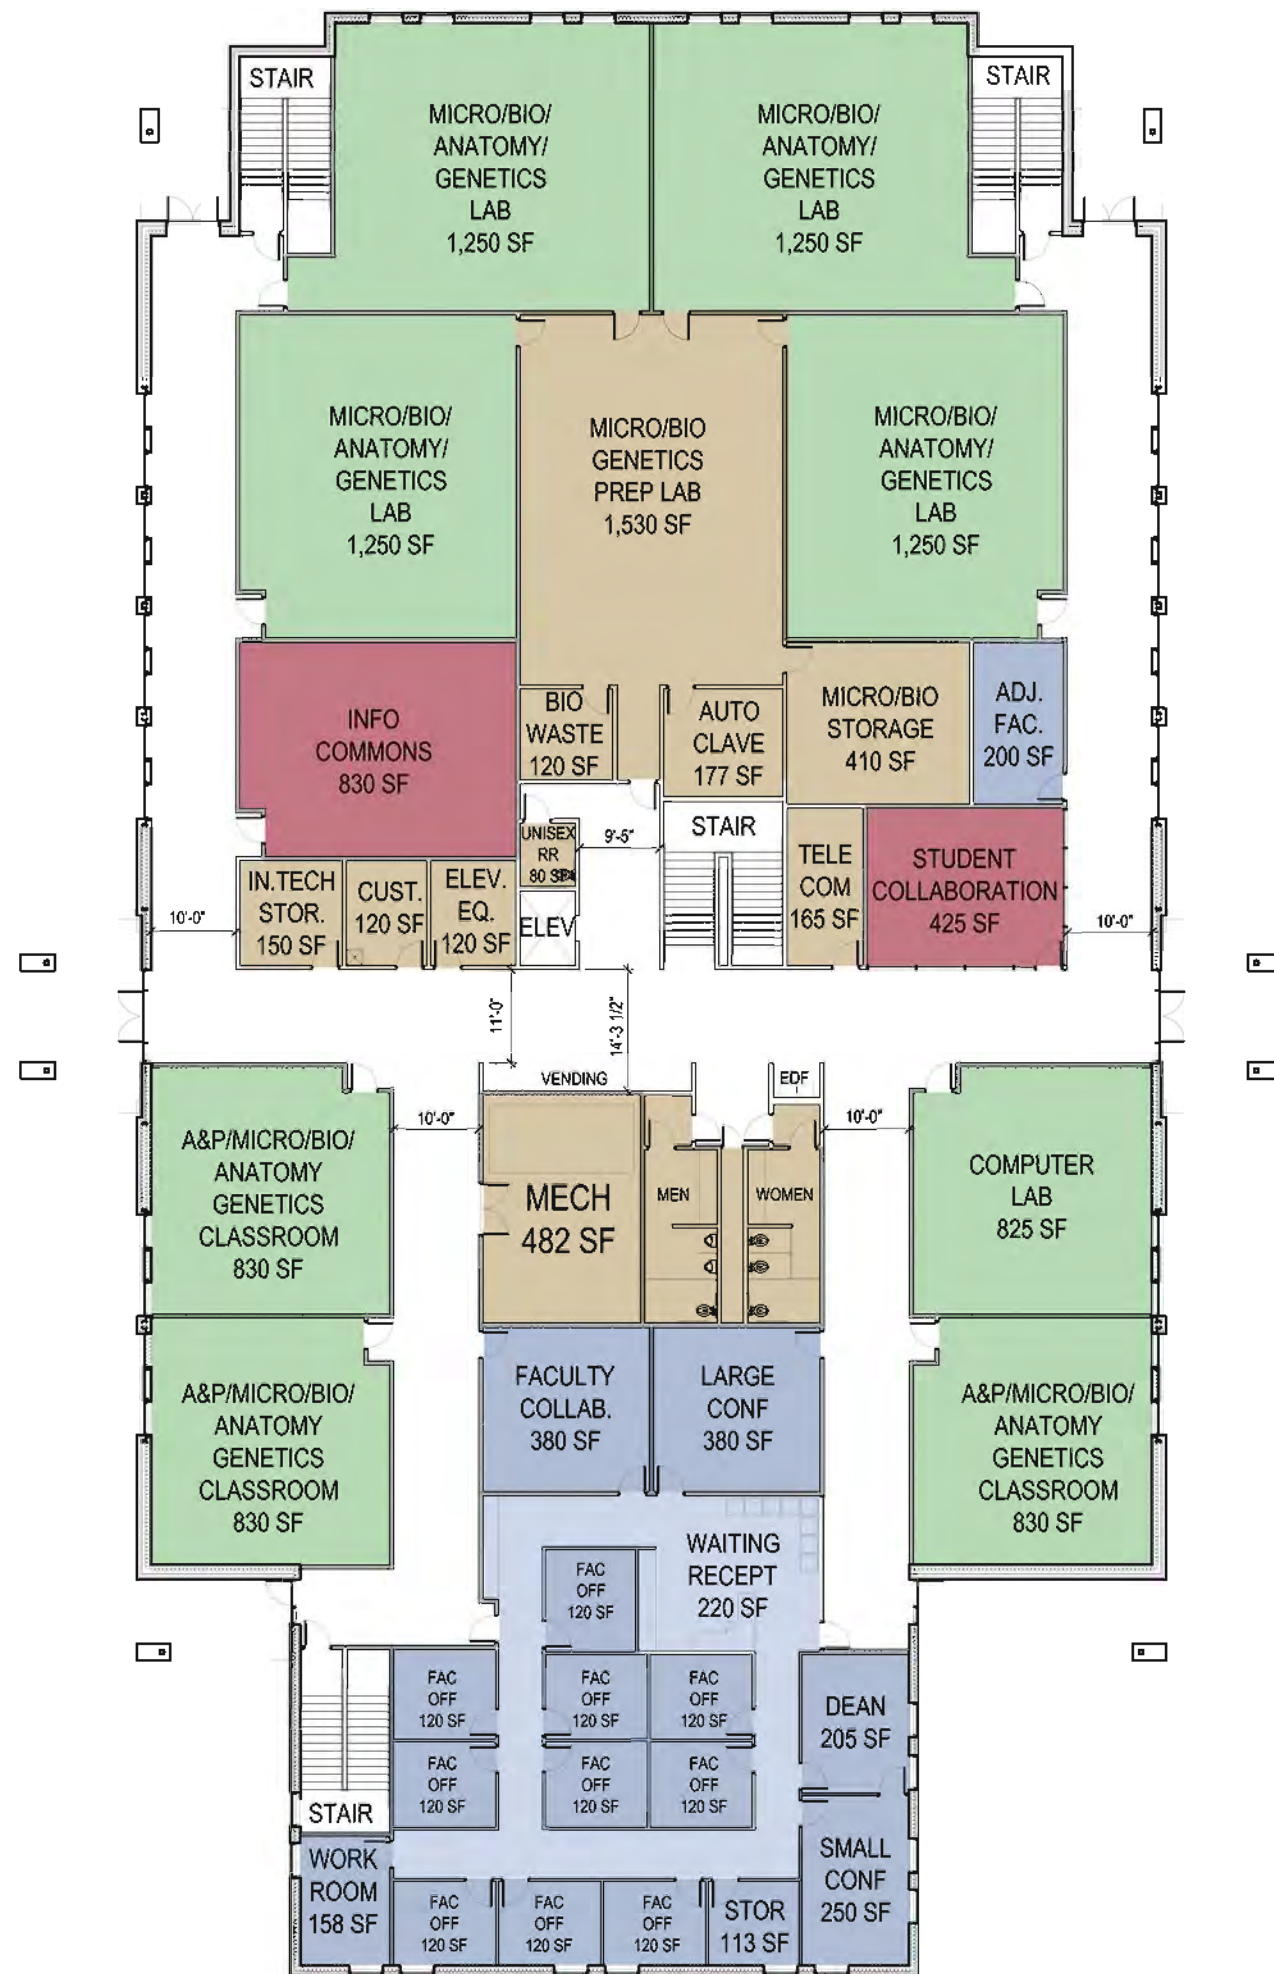 STAIR
STAIR
MICRO/BIO/
ANATOMY/
GENETICS
LAB
1,250 SF
MICRO/BIO/
ANATOMY/
GENETICS
LAB
1,250 SF
MICRO/BIO/
ANATOMY/
GENETICS
LAB
1,250 SF
MICRO/BIO
GENETICS
PREP LAB
1,530 SF
MICRO/BIO/
ANATOMY/
GENETICS
LAB
1,250 SF
INFO
COMMONS
830 SF
BIO
WASTE
120 SF
AUTO
CLAVE
177 SF
MICRO/BIO
STORAGE
410 SF
ADJ.
FAC.
200 SF
UNISEX
RR
80 SF
9'-5"
STAIR
TELE
COM
165 SF
STUDENT
COLLABORATION
425 SF
10'-0"
IN.TECH
STOR.
150 SF
CUST.
120 SF
ELEV.
EQ.
120 SF
ELEV
10'-0"
11'-0"
14'-3 1/2"
VENDING
EDF
A&P/MICRO/BIO/
ANATOMY
GENETICS
CLASSROOM
830 SF
10'-0"
MECH
482 SF
MEN
WOMEN
10'-0"
COMPUTER
LAB
825 SF
A&P/MICRO/BIO/
ANATOMY
GENETICS
CLASSROOM
830 SF
FACULTY
COLLAB.
380 SF
LARGE
CONF
380 SF
A&P/MICRO/BIO/
ANATOMY
GENETICS
CLASSROOM
830 SF
WAITING
RECEPT
220 SF
FAC
OFF
120 SF
FAC
OFF
120 SF
FAC
OFF
120 SF
FAC
OFF
120 SF
DEAN
205 SF
FAC
OFF
120 SF
FAC
OFF
120 SF
FAC
OFF
120 SF
STAIR
WORK
ROOM
158 SF
SMALL
CONF
250 SF
FAC
OFF
120 SF
FAC
OFF
120 SF
FAC
OFF
120 SF
STOR
113 SF